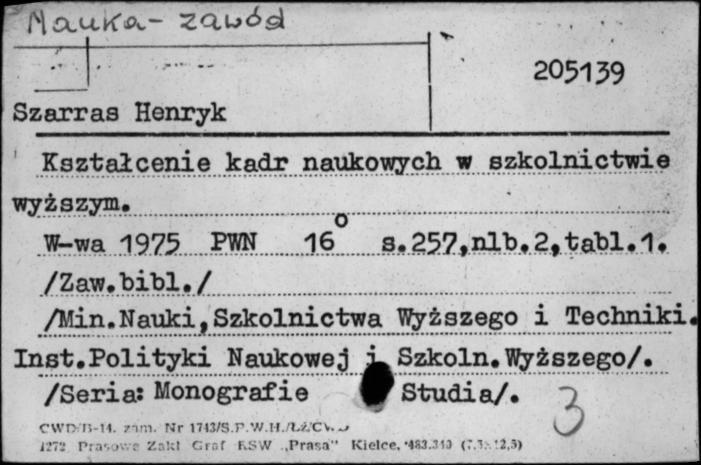 Nauka - zawód
205139
Szarras Henryk
Kształcenie kadr naukowych w szkolnictwie
wyższym.
W-wa 1975 PWN 16° s.257,nlb.2,tabl.1.
/Zaw.bibl./
/Min.Nauki,Szkolnictwa Wyższego i Techniki.
Inst.Polityki Naukowej i Szkoln.Wyższego/.
/Seria: Monografie Studia/.
3
CWD/B-14. zam. Nr 1743/S.P.W.H./
1272 Prasowe Zakł Graf RSW „Prasa" Kielce,